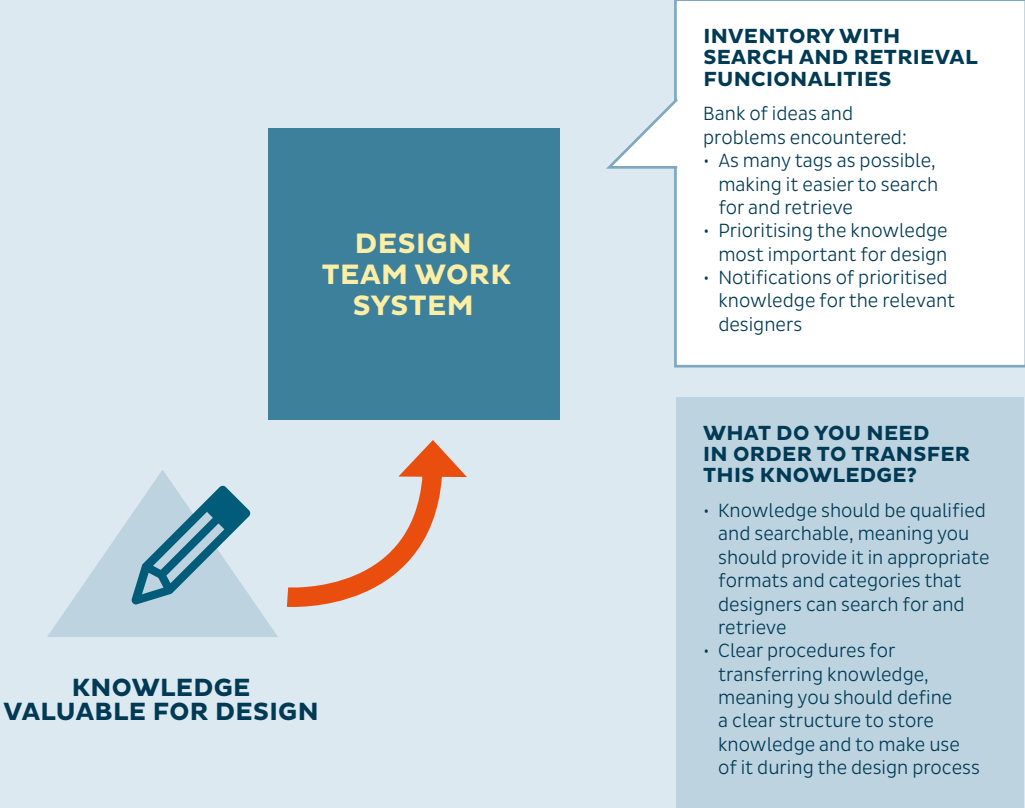 INVENTORY WITH
SEARCH AND RETRIEVAL
FUNCIONALITIES
Bank of ideas and
problems encountered:
• As many tags as possible,
making it easier to search
for and retrieve
• Prioritising the knowledge
most important for design
• Notifications of prioritised
knowledge for the relevant
designers
DESIGN
TEAM WORK
SYSTEM
WHAT DO YOU NEED
IN ORDER TO TRANSFER
THIS KNOWLEDGE?
• Knowledge should be qualified
and searchable, meaning you
should provide it in appropriate
formats and categories that
designers can search for and
retrieve
• Clear procedures for
transferring knowledge,
meaning you should define
a clear structure to store
knowledge and to make use
of it during the design process
KNOWLEDGE
VALUABLE FOR DESIGN